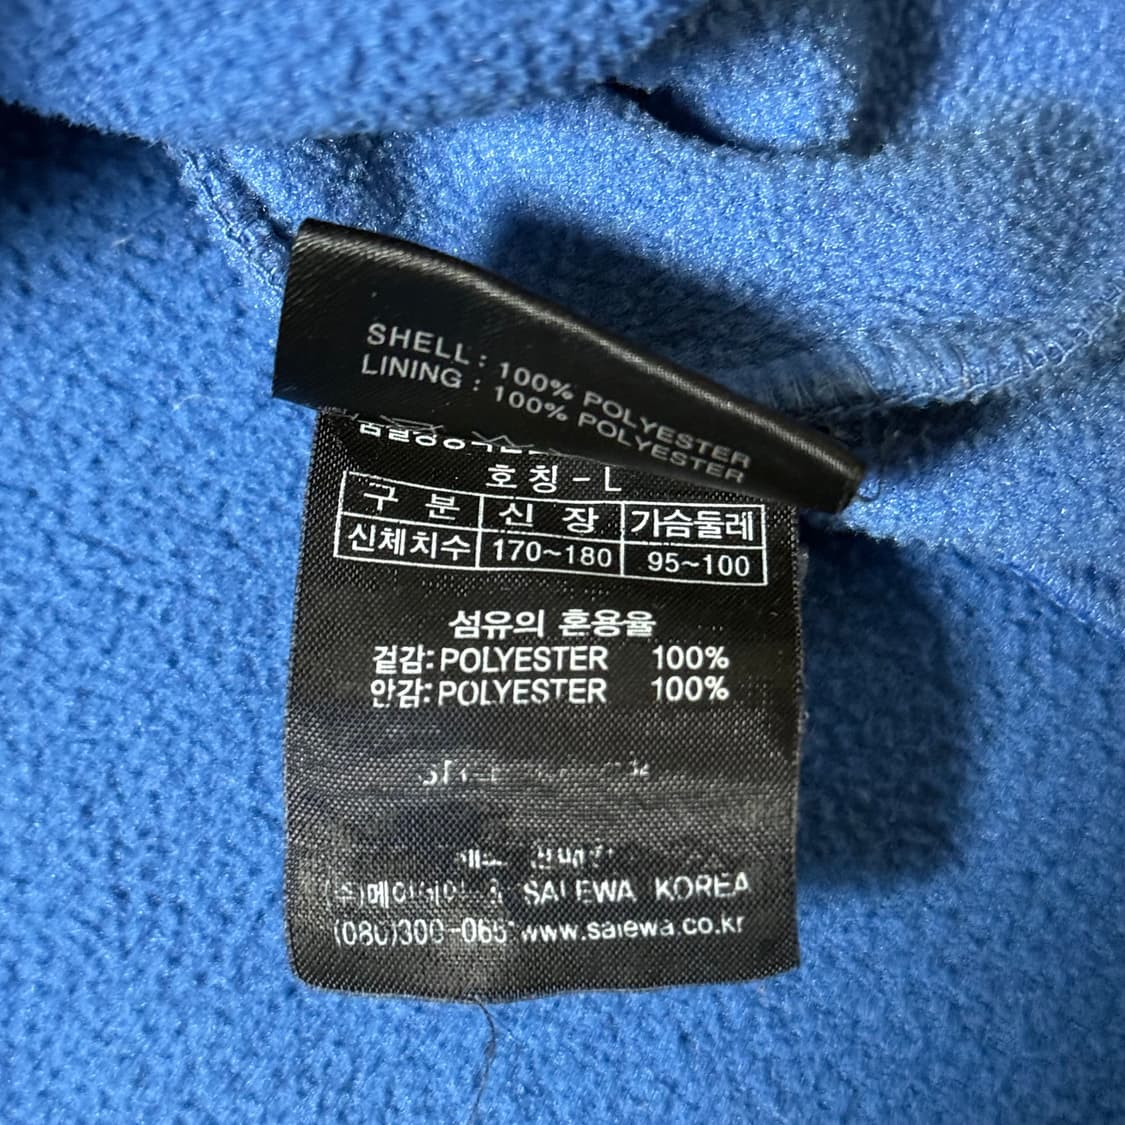 SHELL : 100% POLYESTER
LINING : 100% POLYESTER
호칭-L
구 분 신 장 가슴둘레
신체치수 170~180 95~100
섬유의 혼용율
겉감: POLYESTER 100%
안감: POLYESTER 100%
SALEWA KOREA
www.salewa.co.kr